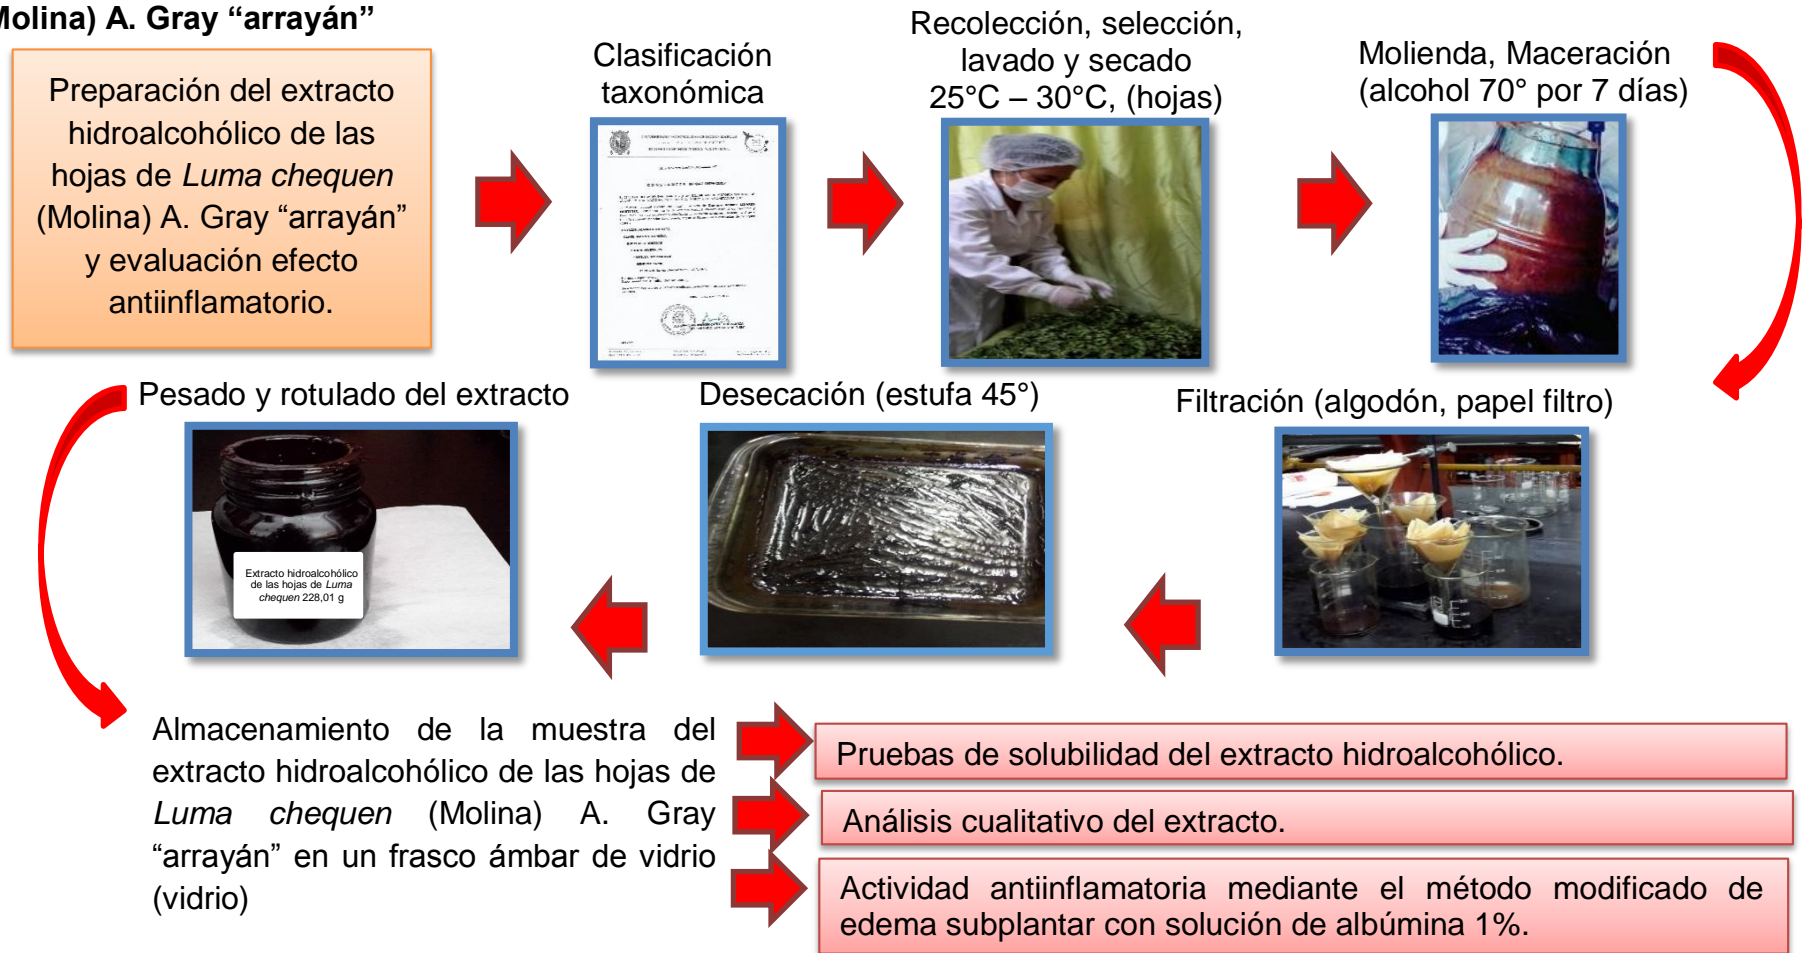 Molina) A. Gray “arrayán”
Preparación del extracto
hidroalcohólico de las
hojas de Luma chequen
(Molina) A. Gray “arrayán”
y evaluación efecto
antiinflamatorio.
Clasificación
taxonómica
Recolección, selección,
lavado y secado
25°C – 30°C, (hojas)
Molienda, Maceración
(alcohol 70° por 7 días)
Pesado y rotulado del extracto
Extracto hidroalcohólico
de las hojas de Luma
chequen 228,01 g
Desecación (estufa 45°)
Filtración (algodón, papel filtro)
Almacenamiento de la muestra del
extracto hidroalcohólico de las hojas de
Luma chequen (Molina) A. Gray
“arrayán” en un frasco ámbar de vidrio
(vidrio)
Pruebas de solubilidad del extracto hidroalcohólico.
Análisis cualitativo del extracto.
Actividad antiinflamatoria mediante el método modificado de
edema subplantar con solución de albúmina 1%.